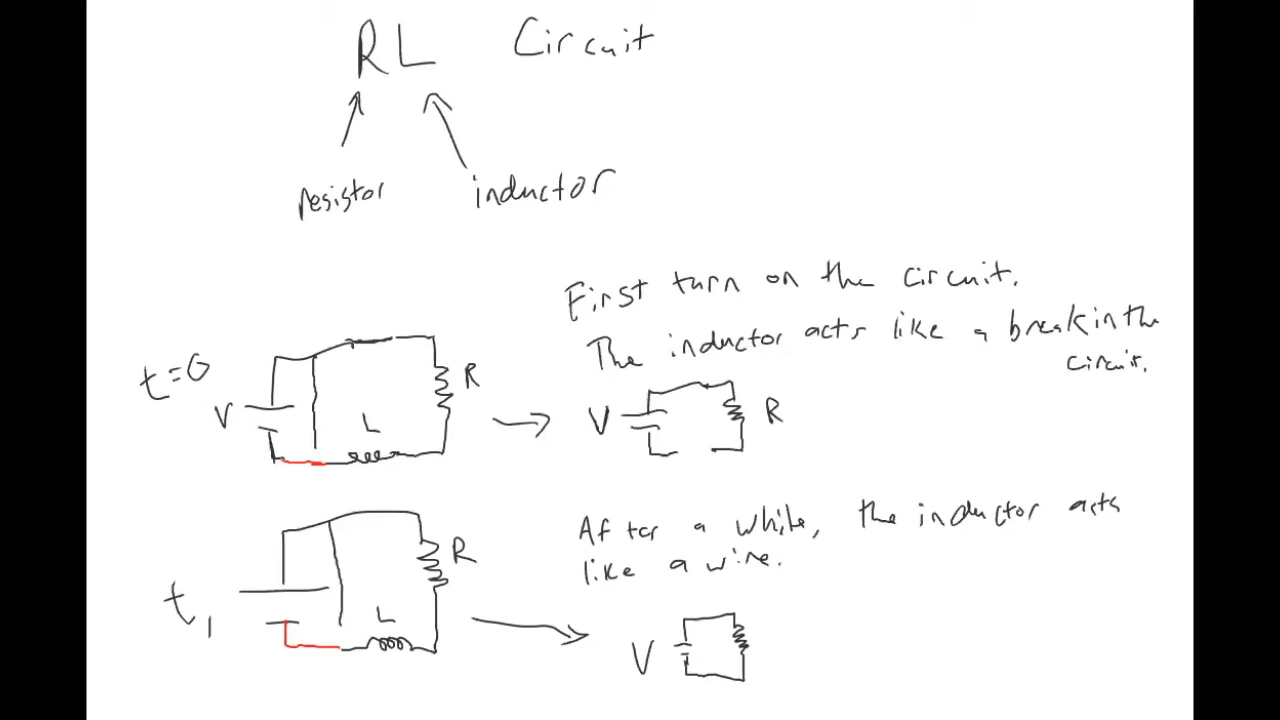 RL Circuit
resistor inductor
First turn on the circuit.
The inductor acts like a break in the
circuit.
t=0
V
L
R
V
R
After a while, the inductor acts
like a wire.
t1
L
R
V